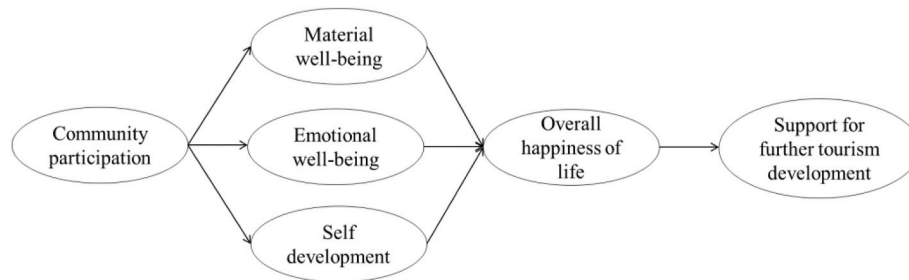 Community
participation
Material
well-being
Emotional
well-being
Self
development
Overall
happiness of
life
Support for
further tourism
development